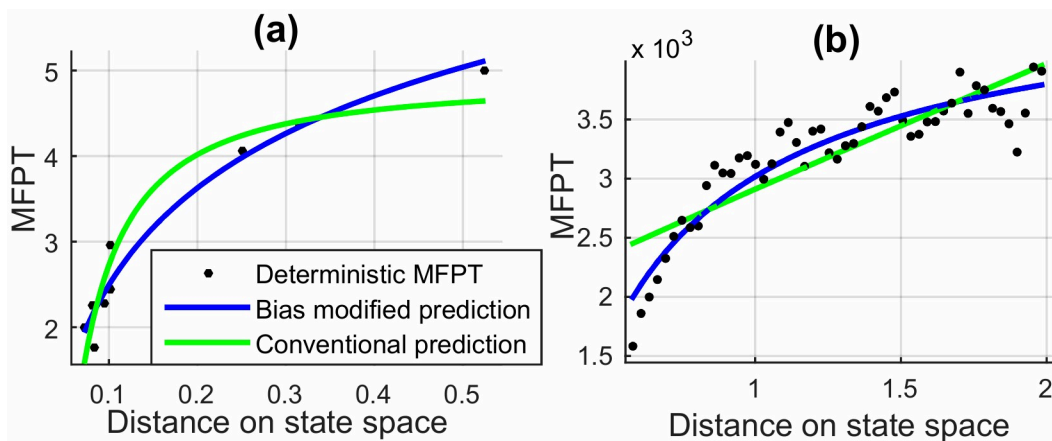 (a)
MFPT
5
4
3
2
0.1 0.2 0.3 0.4 0.5
Distance on state space
Deterministic MFPT
Bias modified prediction
Conventional prediction
(b)
x 10³
MFPT
3.5
3
2.5
2
1.5
1 1.5 2
Distance on state space